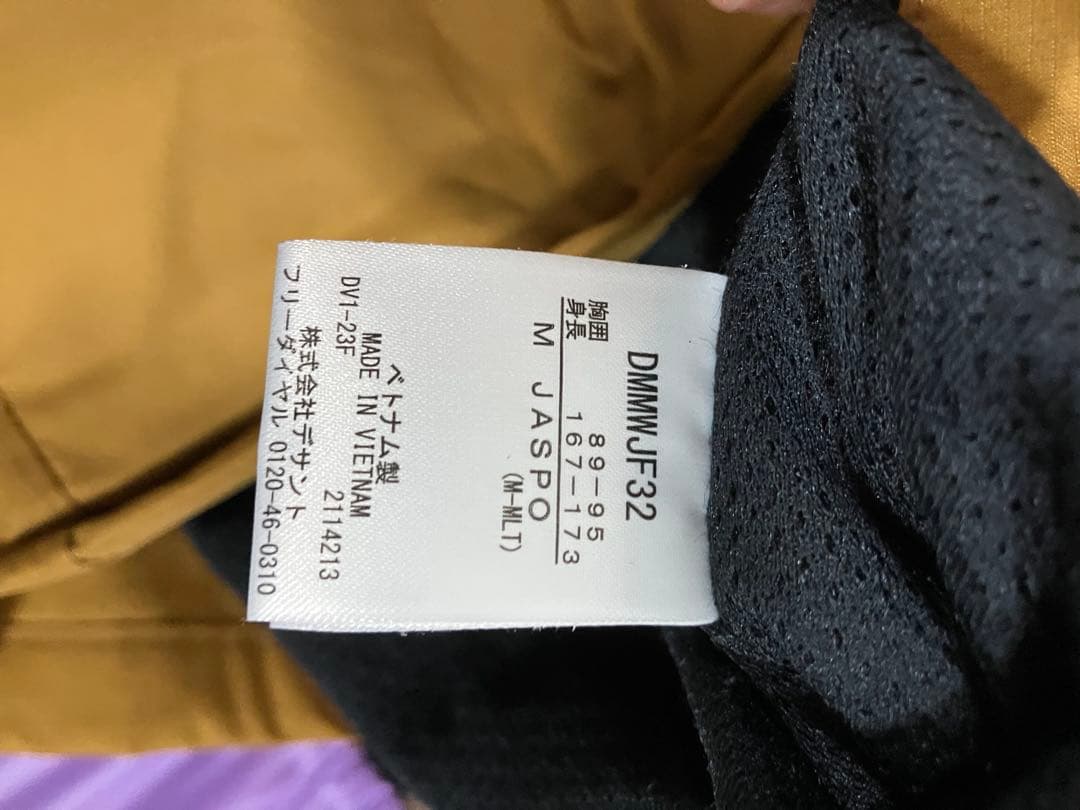 DMMWJF32
胸囲 89-95
身長 167-173
M JASPO
(M-MLT)
ベトナム製
MADE IN VIETNAM
DV1-23F 2114213
株式会社デサント
フリーダイヤル 0120-46-0310